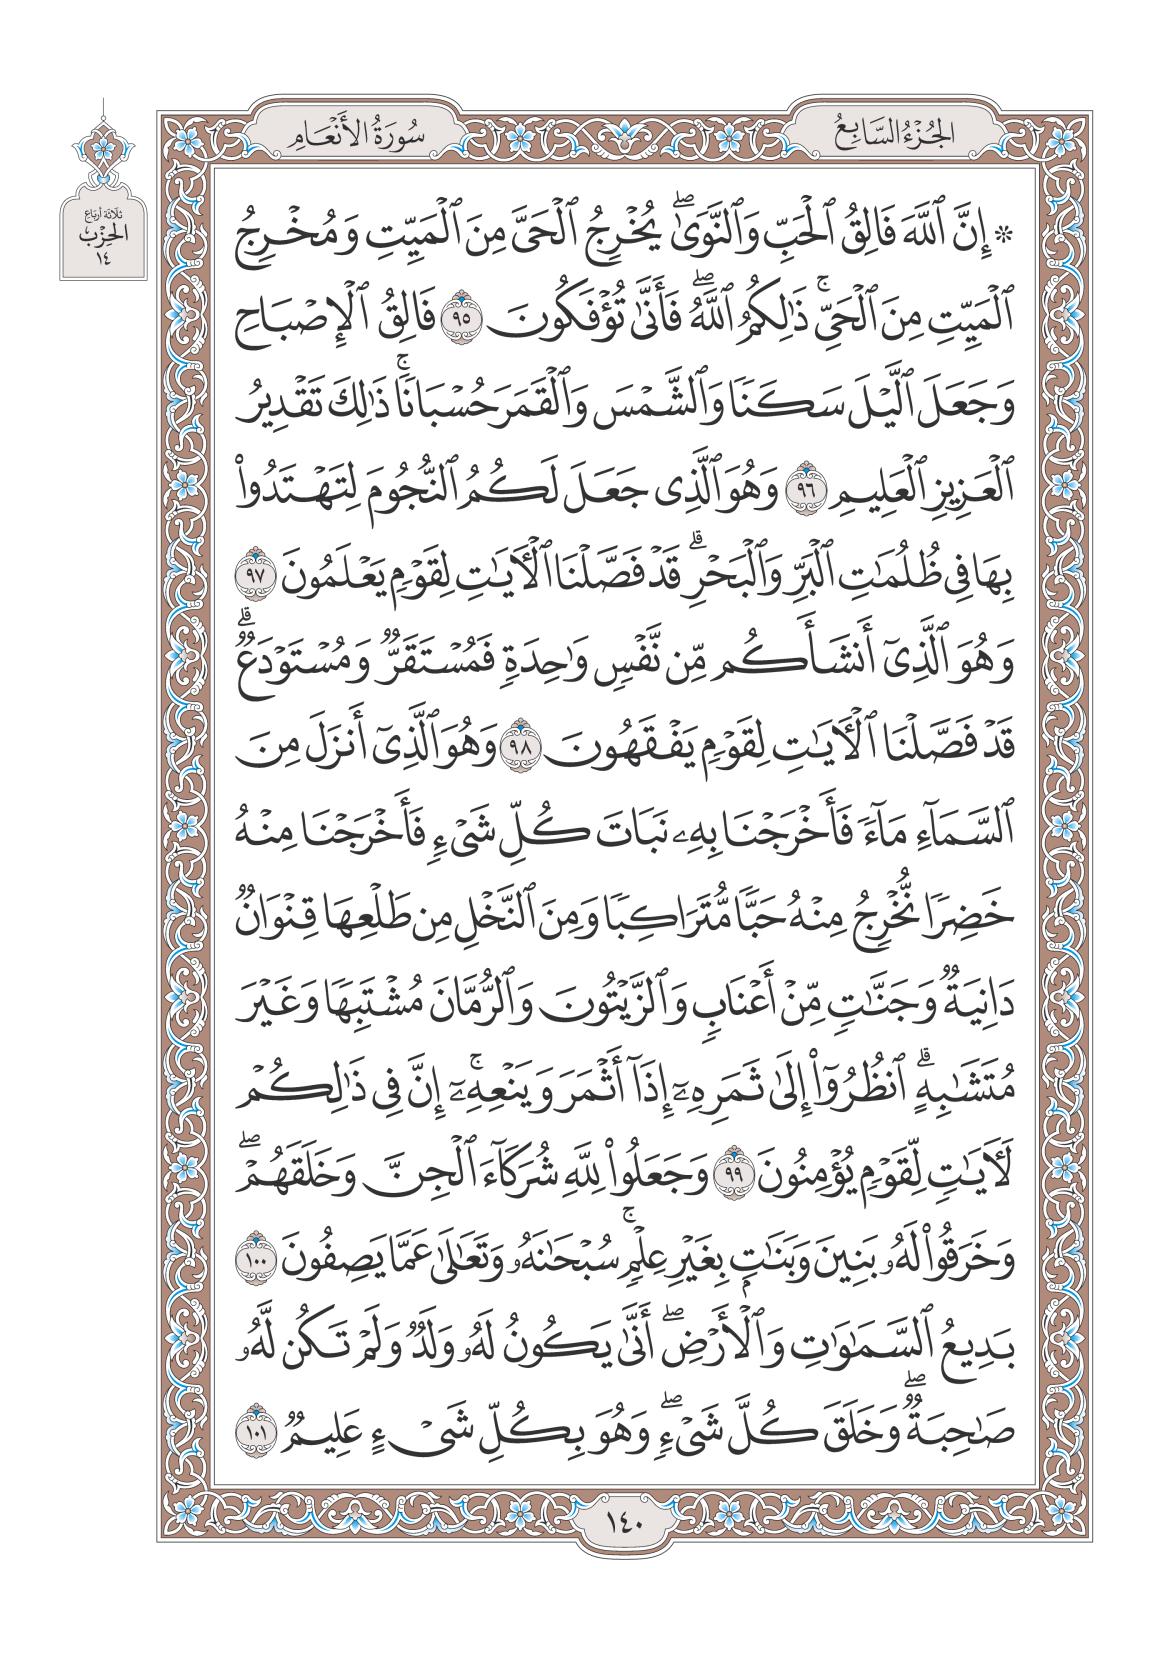 الجُزْءُ السَّابِعُ
سُورَةُ الأَنْعَام
ثلاثة أرباع
الحِزْب
١٤
۞ إِنَّ ٱللَّهَ فَالِقُ ٱلْحَبِّ وَٱلنَّوَىٰۖ يُخْرِجُ ٱلْحَىَّ مِنَ ٱلْمَيِّتِ وَمُخْرِجُ
ٱلْمَيِّتِ مِنَ ٱلْحَىِّۚ ذَٰلِكُمُ ٱللَّهُۖ فَأَنَّىٰ تُؤْفَكُونَ ٩٥ فَالِقُ ٱلْإِصْبَاحِ
وَجَعَلَ ٱلَّيْلَ سَكَنًا وَٱلشَّمْسَ وَٱلْقَمَرَ حُسْبَانًاۚ ذَٰلِكَ تَقْدِيرُ
ٱلْعَزِيزِ ٱلْعَلِيمِ ٩٦ وَهُوَ ٱلَّذِى جَعَلَ لَكُمُ ٱلنُّجُومَ لِتَهْتَدُوا۟
بِهَا فِى ظُلُمَٰتِ ٱلْبَرِّ وَٱلْبَحْرِۗ قَدْ فَصَّلْنَا ٱلْءَايَٰتِ لِقَوْمٍ يَعْلَمُونَ ٩٧
وَهُوَ ٱلَّذِىٓ أَنشَأَكُم مِّن نَّفْسٍ وَٰحِدَةٍ فَمُسْتَقَرٌّ وَمُسْتَوْدَعٌۗ
قَدْ فَصَّلْنَا ٱلْءَايَٰتِ لِقَوْمٍ يَفْقَهُونَ ٩٨ وَهُوَ ٱلَّذِىٓ أَنزَلَ مِنَ
ٱلسَّمَآءِ مَآءً فَأَخْرَجْنَا بِهِۦ نَبَاتَ كُلِّ شَىْءٍ فَأَخْرَجْنَا مِنْهُ
خَضِرًا نُّخْرِجُ مِنْهُ حَبًّا مُّتَرَاكِبًا وَمِنَ ٱلنَّخْلِ مِن طَلْعِهَا قِنْوَانٌ
دَانِيَةٌ وَجَنَّٰتٍ مِّنْ أَعْنَابٍ وَٱلزَّيْتُونَ وَٱلرُّمَّانَ مُشْتَبِهًا وَغَيْرَ
مُتَشَٰبِهٍۗ ٱنظُرُوٓا۟ إِلَىٰ ثَمَرِهِۦٓ إِذَآ أَثْمَرَ وَيَنْعِهِۦٓۚ إِنَّ فِى ذَٰلِكُمْ
لَءَايَٰتٍ لِّقَوْمٍ يُؤْمِنُونَ ٩٩ وَجَعَلُوا۟ لِلَّهِ شُرَكَآءَ ٱلْجِنَّ وَخَلَقَهُمْۖ
وَخَرَقُوا۟ لَهُۥ بَنِينَ وَبَنَٰتٍۭ بِغَيْرِ عِلْمٍۚ سُبْحَٰنَهُۥ وَتَعَٰلَىٰ عَمَّا يَصِفُونَ ١٠٠
بَدِيعُ ٱلسَّمَٰوَٰتِ وَٱلْأَرْضِۖ أَنَّىٰ يَكُونُ لَهُۥ وَلَدٌ وَلَمْ تَكُن لَّهُۥ
صَٰحِبَةٌۖ وَخَلَقَ كُلَّ شَىْءٍۖ وَهُوَ بِكُلِّ شَىْءٍ عَلِيمٌ ١٠١
١٤٠